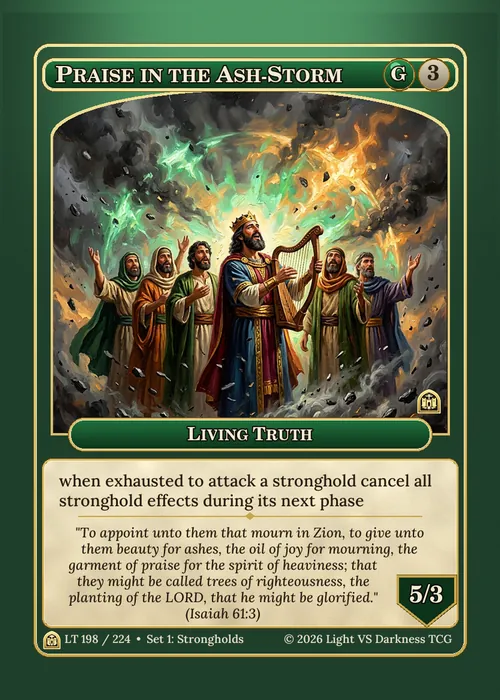 Praise in the Ash-Storm G 3
Living Truth
when exhausted to attack a stronghold cancel all
stronghold effects during its next phase
"To appoint unto them that mourn in Zion, to give unto
them beauty for ashes, the oil of joy for mourning, the
garment of praise for the spirit of heaviness; that
they might be called trees of righteousness, the
planting of the LORD, that he might be glorified."
(Isaiah 61:3)
5/3
LT 198 / 224 • Set 1: Strongholds © 2026 Light VS Darkness TCG